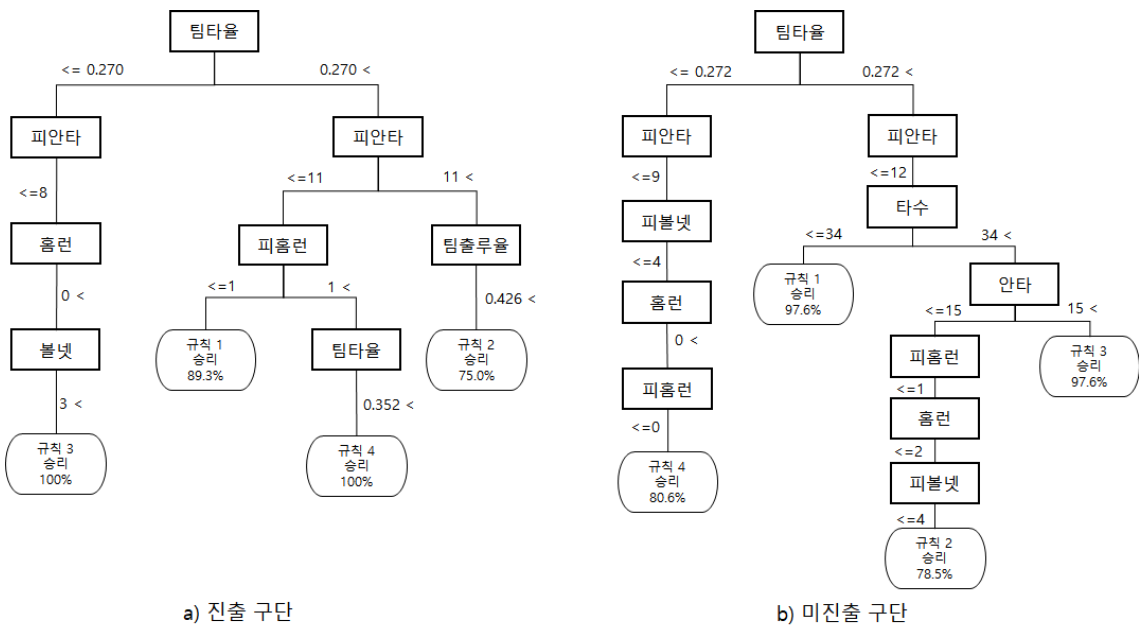 팀타율
<= 0.270
0.270 <
피안타
피안타
<=8
<=11
11 <
홈런
피홈런
팀출루율
0 <
<=1
1 <
0.426 <
볼넷
규칙 1
승리
89.3%
팀타율
규칙 2
승리
75.0%
3 <
0.352 <
규칙 3
승리
100%
규칙 4
승리
100%
a) 진출 구단
팀타율
<= 0.272
0.272 <
피안타
피안타
<=9
<=12
피볼넷
타수
<=34
34 <
<=4
규칙 1
승리
97.6%
안타
홈런
<=15
15 <
0 <
피홈런
규칙 3
승리
97.6%
피홈런
<=1
홈런
<=0
<=2
규칙 4
승리
80.6%
피볼넷
<=4
규칙 2
승리
78.5%
b) 미진출 구단